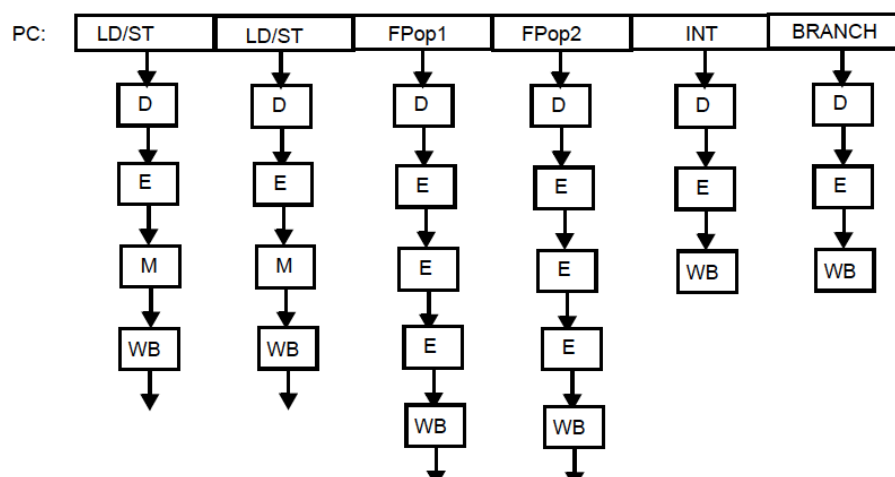 PC: LD/ST LD/ST FPop1 FPop2 INT BRANCH
D D D D D D
E E E E E E
M M E E WB WB
WB WB E E
WB WB